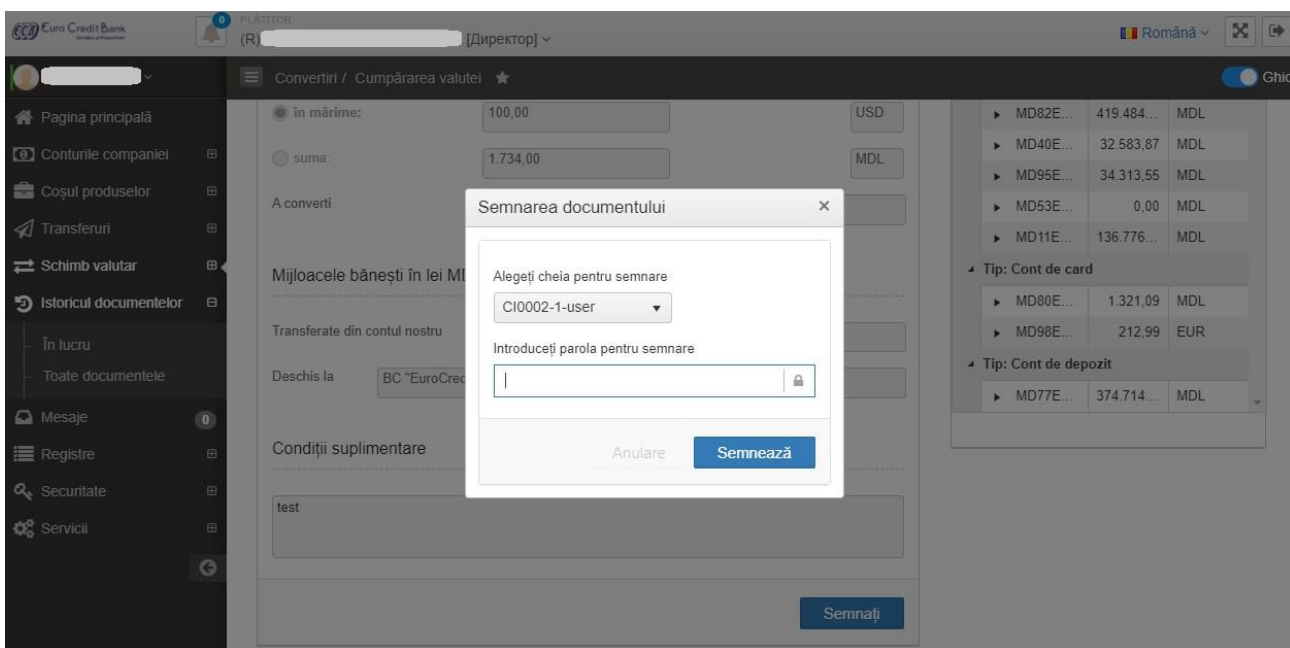 Euro Credit Bank
0
PLĂTITOR:
(R) [Директор]
Română
Convertiri / Cumpărarea valutei
Ghid
Pagina principală
Conturile companiei
Coșul produselor
Transferuri
Schimb valutar
Istoricul documentelor
În lucru
Toate documentele
Mesaje 0
Registre
Securitate
Servicii
în mărime: 100,00 USD
suma: 1.734,00 MDL
A converti
Mijloacele bănești în lei MD
Transferate din contul nostru
Deschis la BC "EuroCred
Condiții suplimentare
test
Semnați
Semnarea documentului ×
Alegeți cheia pentru semnare
CI0002-1-user
Introduceți parola pentru semnare
Anulare Semnează
MD82E... 419.484... MDL
MD40E... 32.583,87 MDL
MD95E... 34.313,55 MDL
MD53E... 0,00 MDL
MD11E... 136.776... MDL
Tip: Cont de card
MD80E... 1.321,09 MDL
MD98E... 212,99 EUR
Tip: Cont de depozit
MD77E... 374.714... MDL